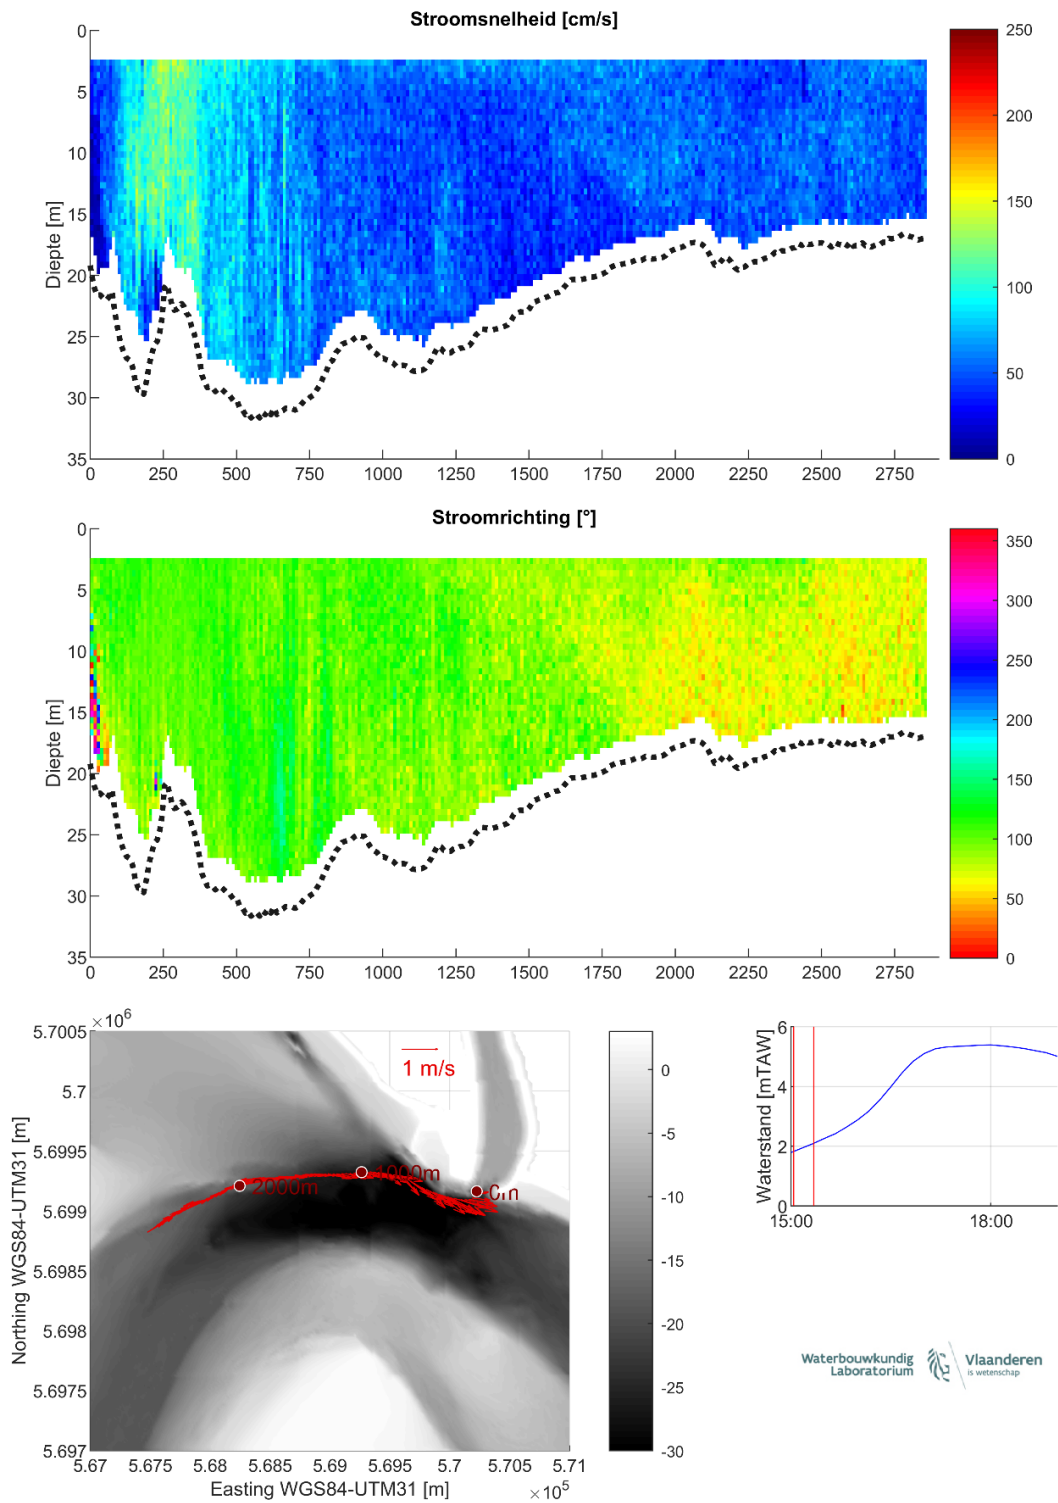 Stroomsnelheid [cm/s]
0
5
10
15
20
25
30
35
Diepte [m]
0 250 500 750 1000 1250 1500 1750 2000 2250 2500 2750
250
200
150
100
50
0
Stroomrichting [°]
0
5
10
15
20
25
30
35
Diepte [m]
0 250 500 750 1000 1250 1500 1750 2000 2250 2500 2750
350
300
250
200
150
100
50
0
×10⁶
5.7005
5.7
5.6995
5.699
5.6985
5.698
5.6975
5.697
Northing WGS84-UTM31 [m]
1 m/s
2000m
1000m
0m
5.67 5.675 5.68 5.685 5.69 5.695 5.7 5.705 5.71
Easting WGS84-UTM31 [m]
×10⁵
0
-5
-10
-15
-20
-25
-30
Waterstand [mTAW]
6
4
2
0
15:00 18:00
Waterbouwkundig
Laboratorium
Vlaanderen
is wetenschap